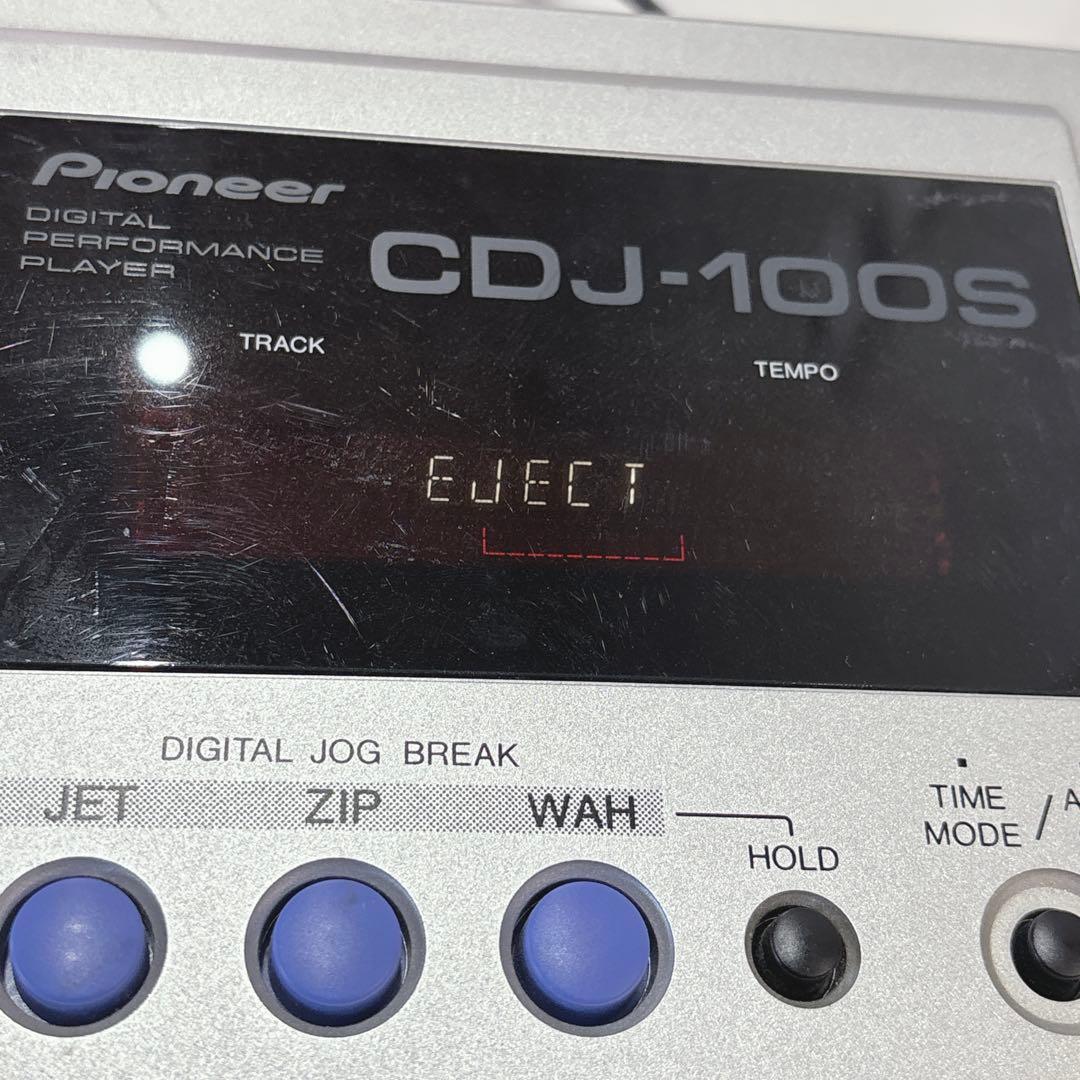 Pioneer
DIGITAL
PERFORMANCE
PLAYER
CDJ-100S
TRACK
TEMPO
EJECT
DIGITAL JOG BREAK
JET ZIP WAH
HOLD
TIME
MODE / A